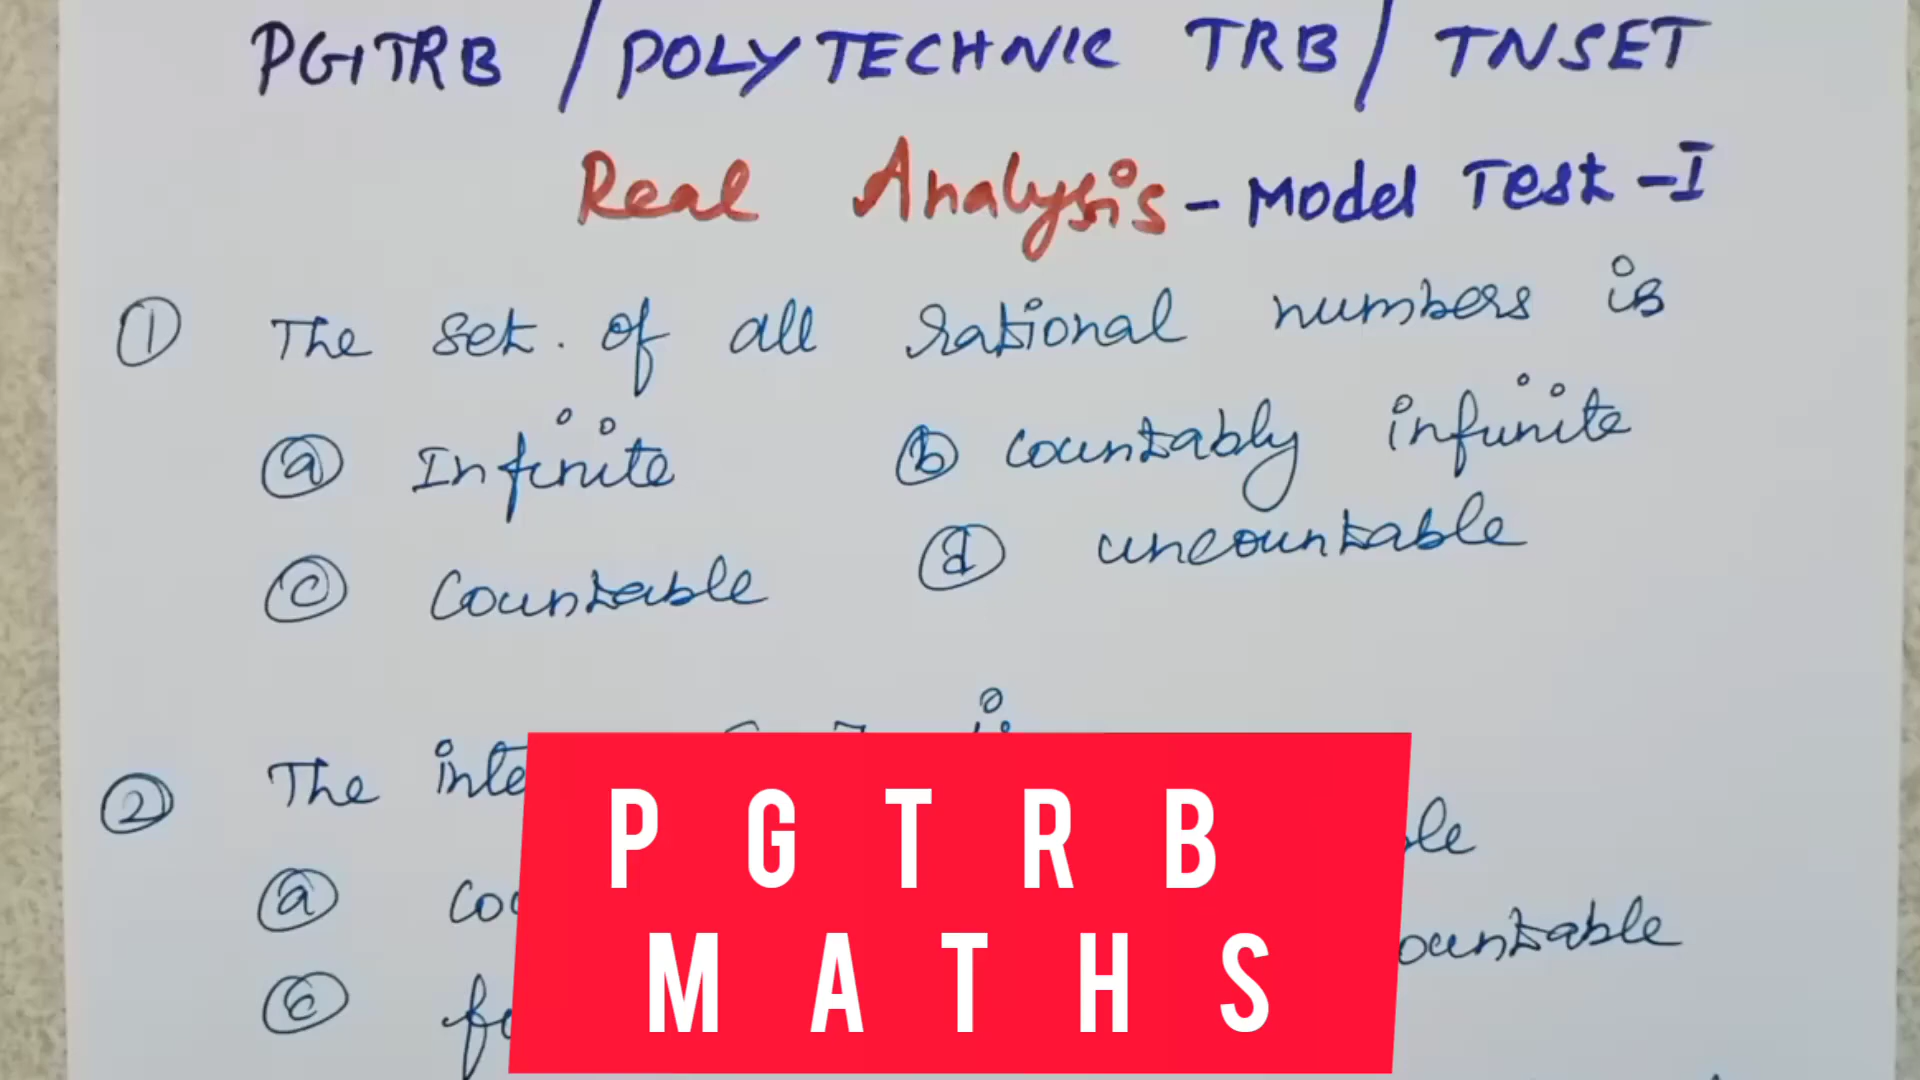 PGTRB / POLYTECHNIC TRB / TNSET
Real Analysis - Model Test - I
① The set. of all rational numbers is
ⓐ Infinite ⓑ countably infinite
ⓒ Countable ⓓ uncountable
② The
ⓐ
ⓒ
PGTRB
MATHS